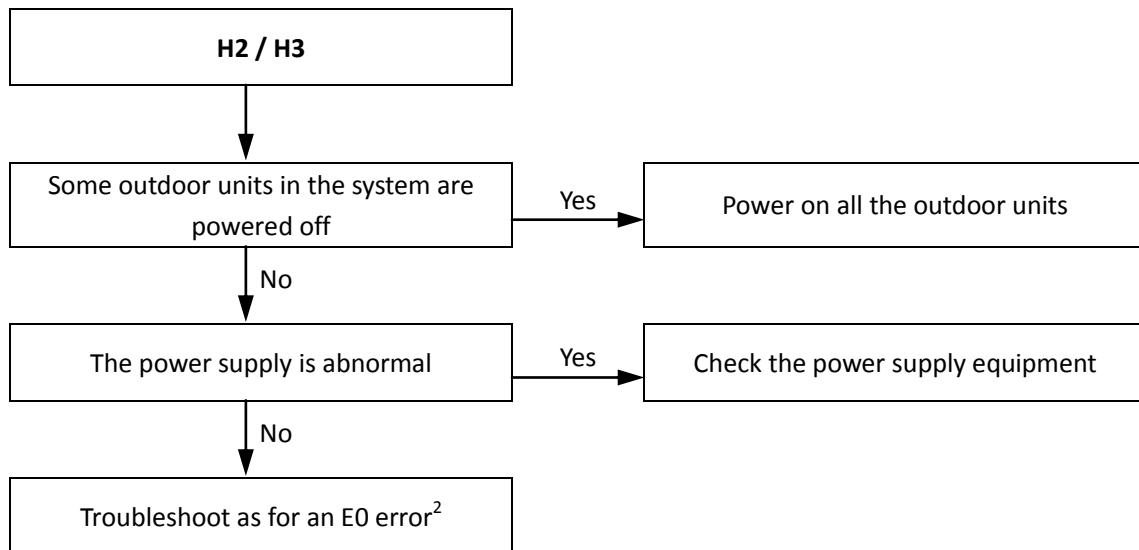 H2 / H3
Some outdoor units in the system are
powered off
Yes
Power on all the outdoor units
No
The power supply is abnormal
Yes
Check the power supply equipment
No
Troubleshoot as for an E0 error²